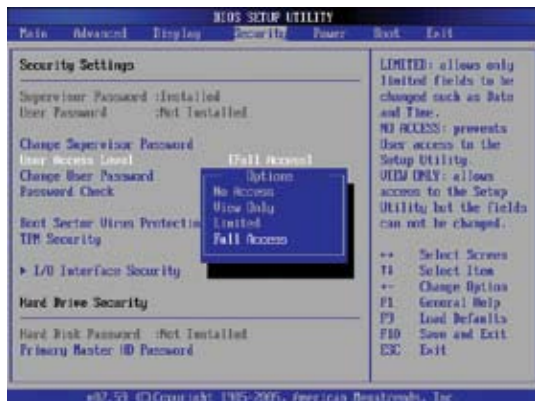 BIOS SETUP UTILITY
Main Advanced Display Security Power Boot Exit
Security Settings
Supervisor Password :Installed
User Password :Not Installed
Change Supervisor Password
User Access Level [Full Access]
Change User Password
Password Check
Boot Sector Virus Protection
TPM Security
I/O Interface Security
Hard Drive Security
Hard Disk Password :Not Installed
Primary Master HD Password
Options
No Access
View Only
Limited
Full Access
LIMITED: allows only
limited fields to be
changed such as Date
and Time.
NO ACCESS: prevents
User access to the
Setup Utility.
VIEW ONLY: allows
access to the Setup
Utility but the fields
can not be changed.
↔ Select Screen
↑↓ Select Item
+- Change Option
F1 General Help
F9 Load Defaults
F10 Save and Exit
ESC Exit
v02.59 (C)Copyright 1985-2005, American Megatrends, Inc.